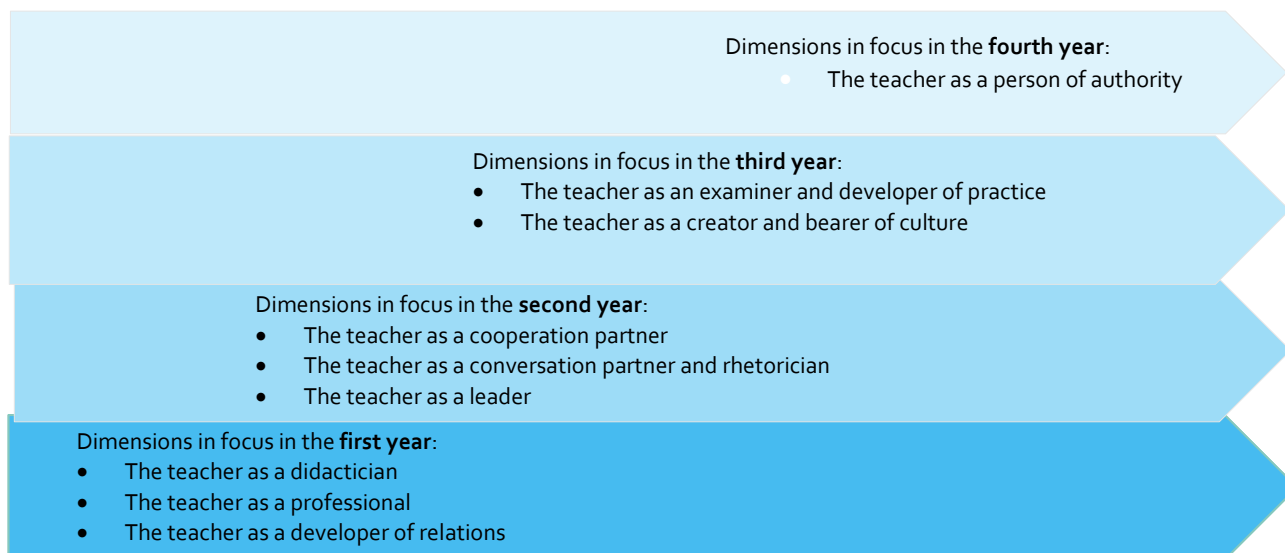 Dimensions in focus in the fourth year:
• The teacher as a person of authority
Dimensions in focus in the third year:
• The teacher as an examiner and developer of practice
• The teacher as a creator and bearer of culture
Dimensions in focus in the second year:
• The teacher as a cooperation partner
• The teacher as a conversation partner and rhetorician
• The teacher as a leader
Dimensions in focus in the first year:
• The teacher as a didactician
• The teacher as a professional
• The teacher as a developer of relations